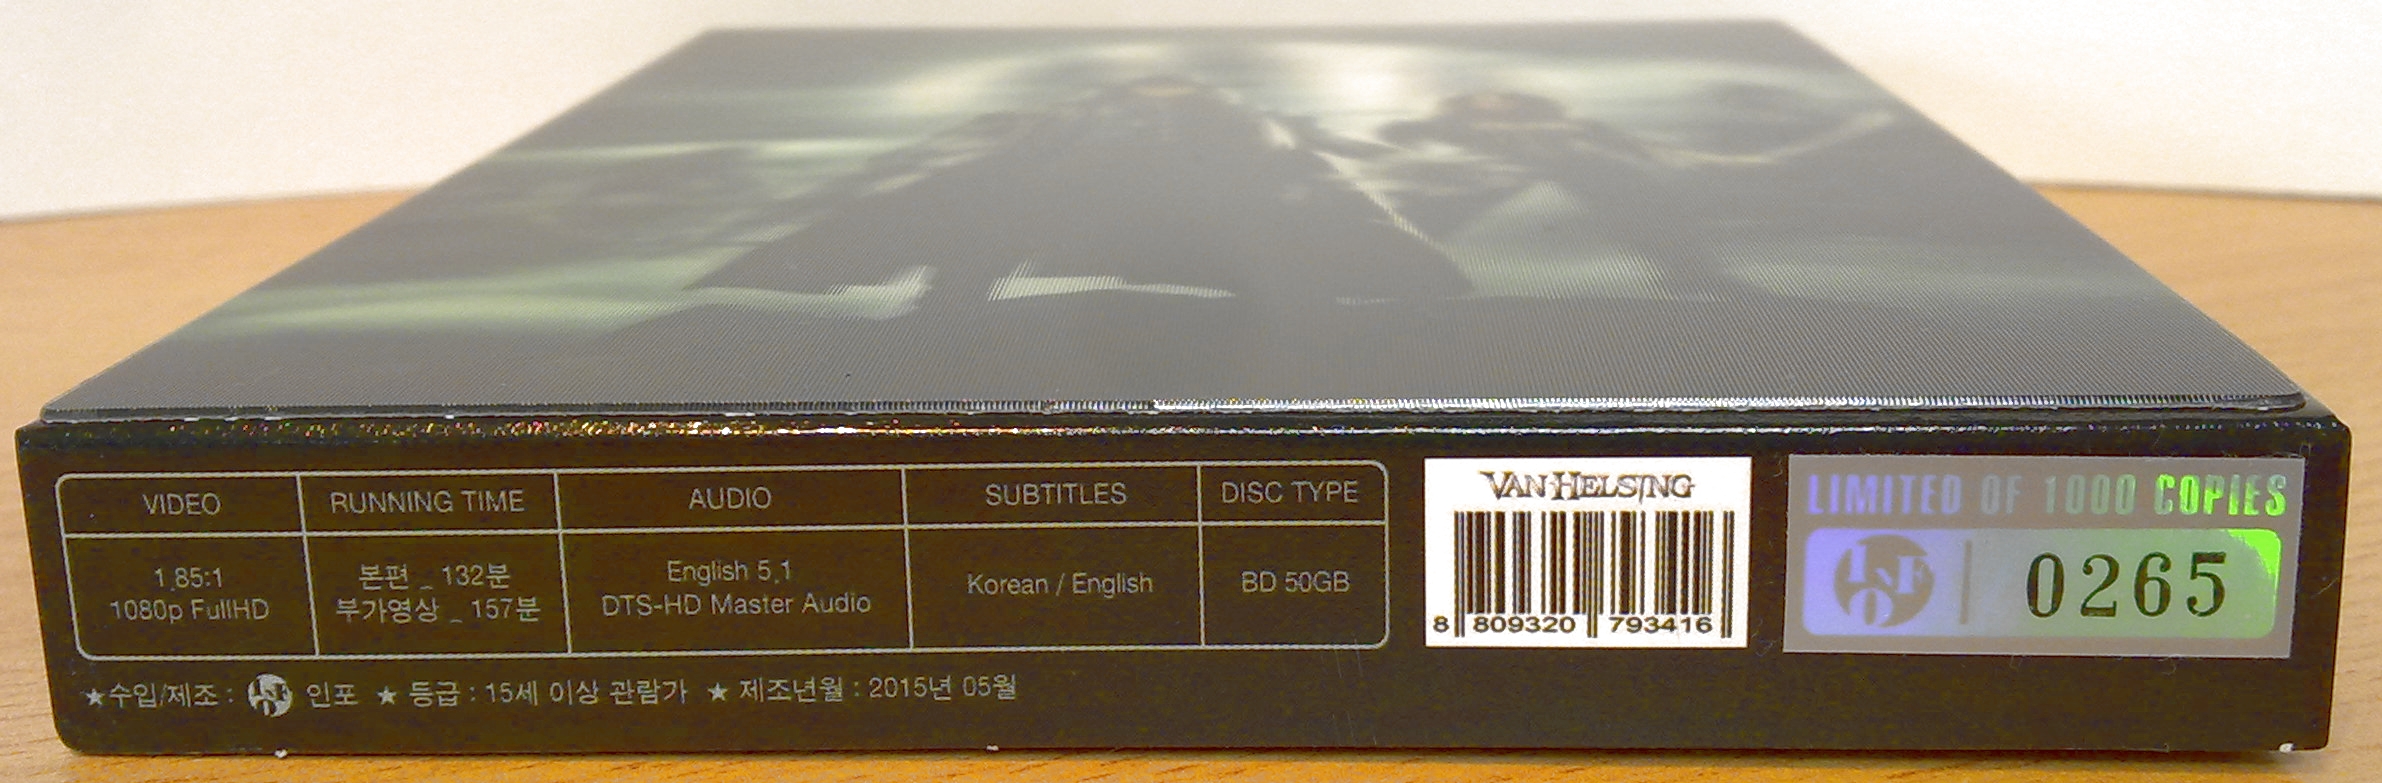 VIDEO RUNNING TIME AUDIO SUBTITLES DISC TYPE
1.85:1
1080p FullHD
본편 _ 132분
부가영상 _ 157분
English 5.1
DTS-HD Master Audio
Korean / English
BD 50GB
★수입/제조 : INFO 인포 ★ 등급 : 15세 이상 관람가 ★ 제조년월 : 2015년 05월
VAN HELSING
8 809320 793416
LIMITED OF 1000 COPIES
INFO 0265